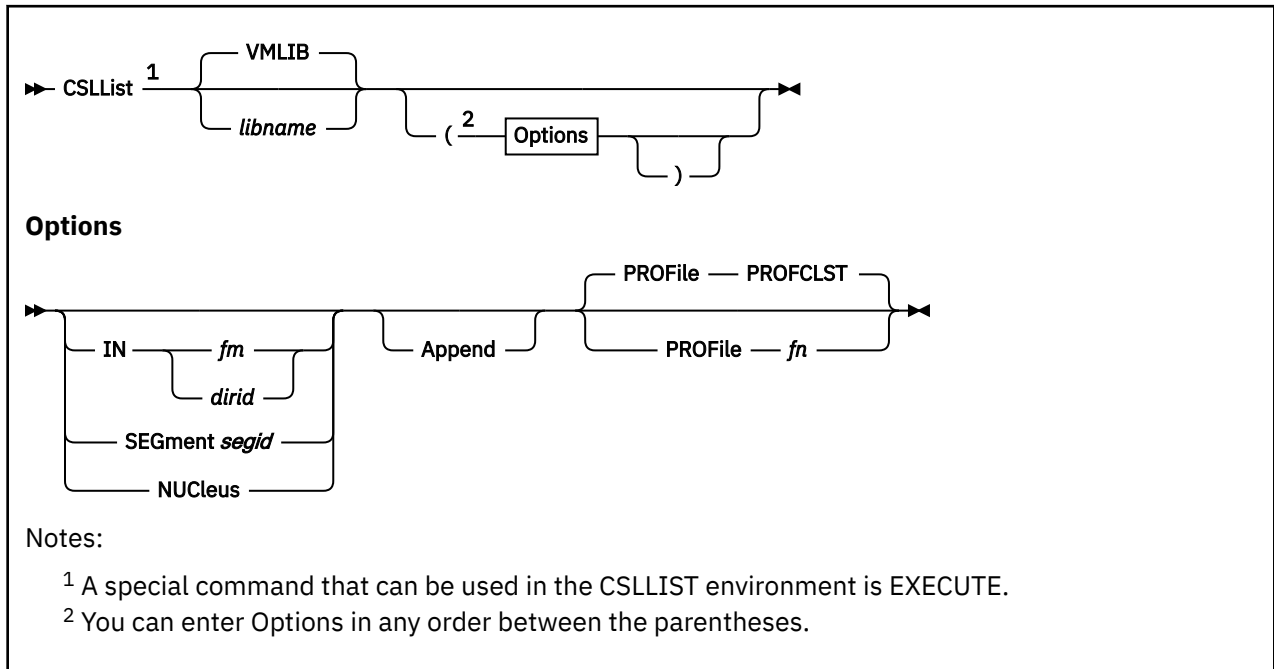 VMLIB
CSLList 1
libname
( 2 Options
)
Options
PROFile PROFCLST
IN fm
Append
PROFile fn
dirid
SEGment segid
NUCleus
Notes:
1 A special command that can be used in the CSLLIST environment is EXECUTE.
2 You can enter Options in any order between the parentheses.